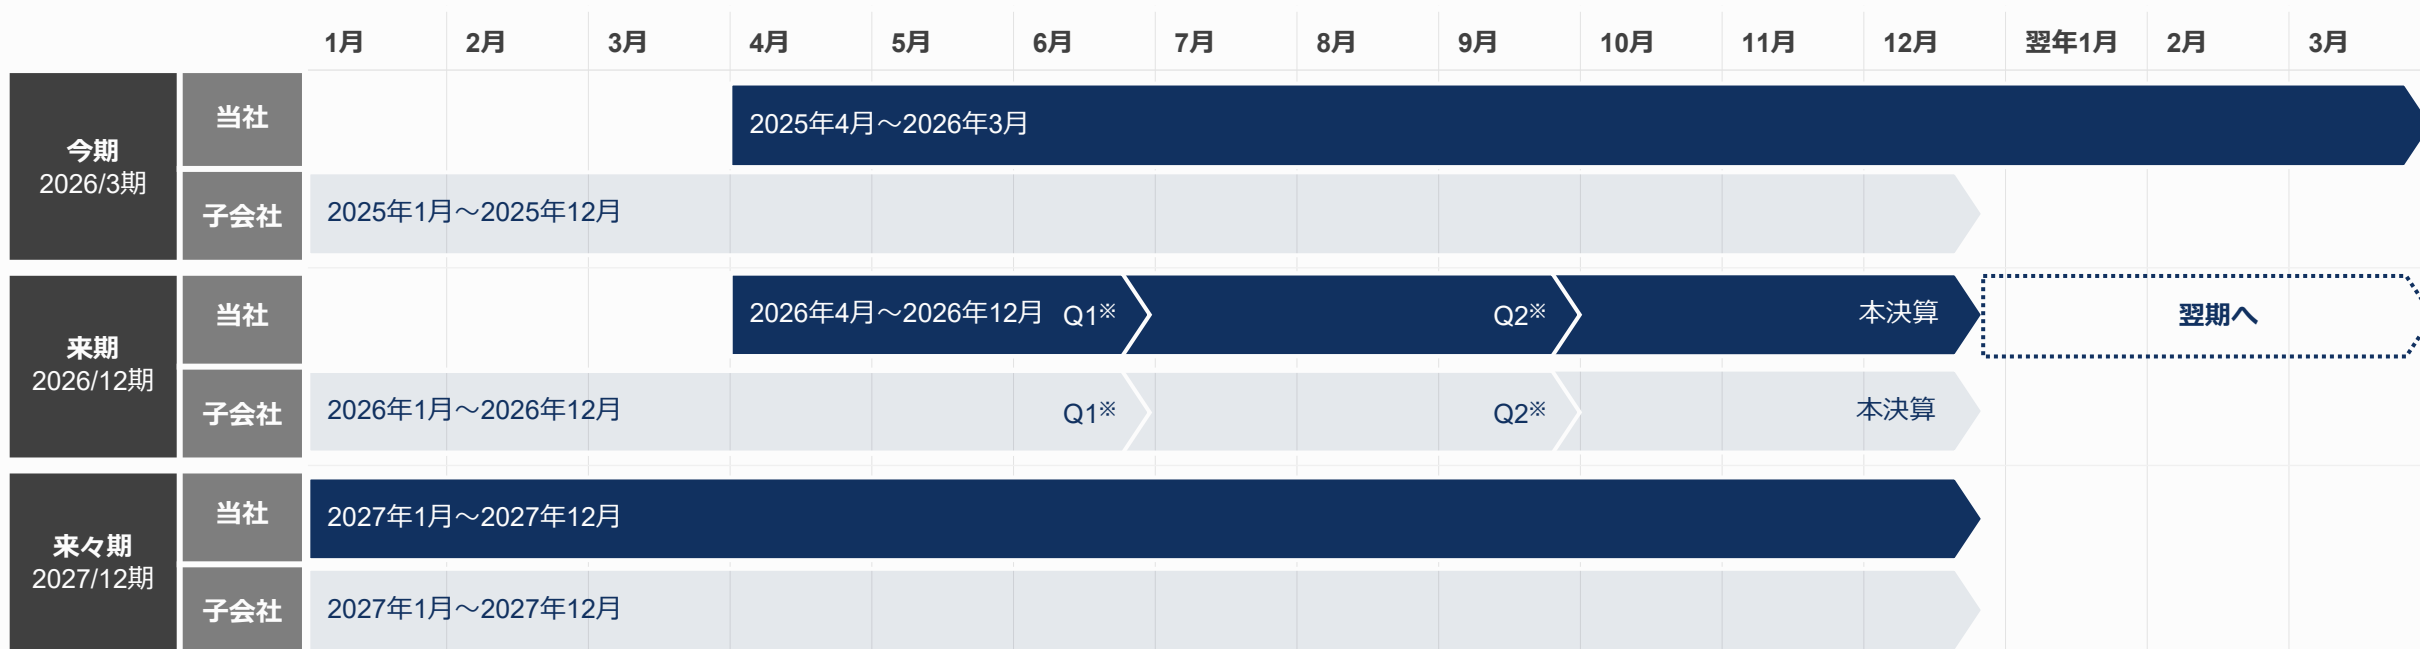 1月 2月 3月 4月 5月 6月 7月 8月 9月 10月 11月 12月 翌年1月 2月 3月
今期
2026/3期
当社
2025年4月～2026年3月
子会社
2025年1月～2025年12月
来期
2026/12期
当社
2026年4月～2026年12月 Q1※ Q2※ 本決算 翌期へ
子会社
2026年1月～2026年12月 Q1※ Q2※ 本決算
来々期
2027/12期
当社
2027年1月～2027年12月
子会社
2027年1月～2027年12月